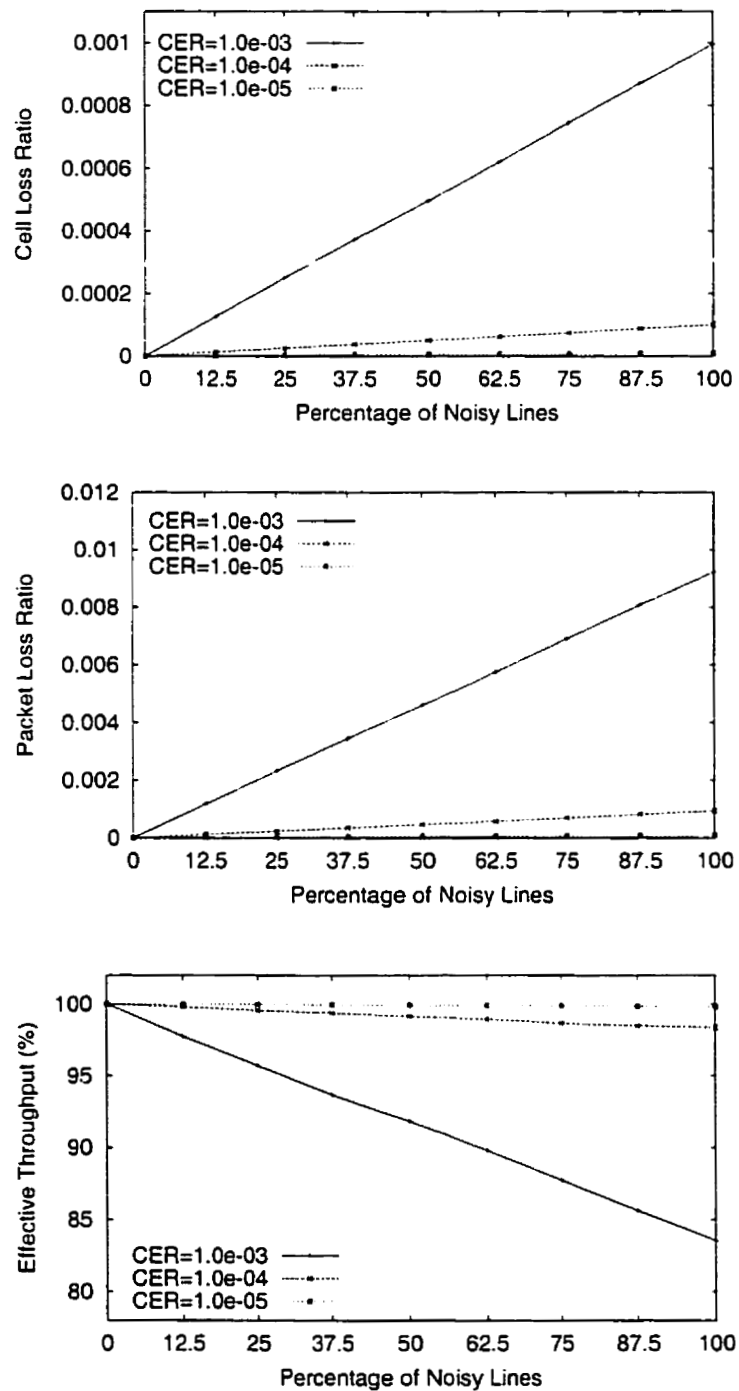 0.001
0.0008
0.0006
0.0004
0.0002
0
CER=1.0e-03
CER=1.0e-04
CER=1.0e-05
Cell Loss Ratio
0 12.5 25 37.5 50 62.5 75 87.5 100
Percentage of Noisy Lines
0.012
0.01
0.008
0.006
0.004
0.002
0
CER=1.0e-03
CER=1.0e-04
CER=1.0e-05
Packet Loss Ratio
0 12.5 25 37.5 50 62.5 75 87.5 100
Percentage of Noisy Lines
100
95
90
85
80
Effective Throughput (%)
CER=1.0e-03
CER=1.0e-04
CER=1.0e-05
0 12.5 25 37.5 50 62.5 75 87.5 100
Percentage of Noisy Lines